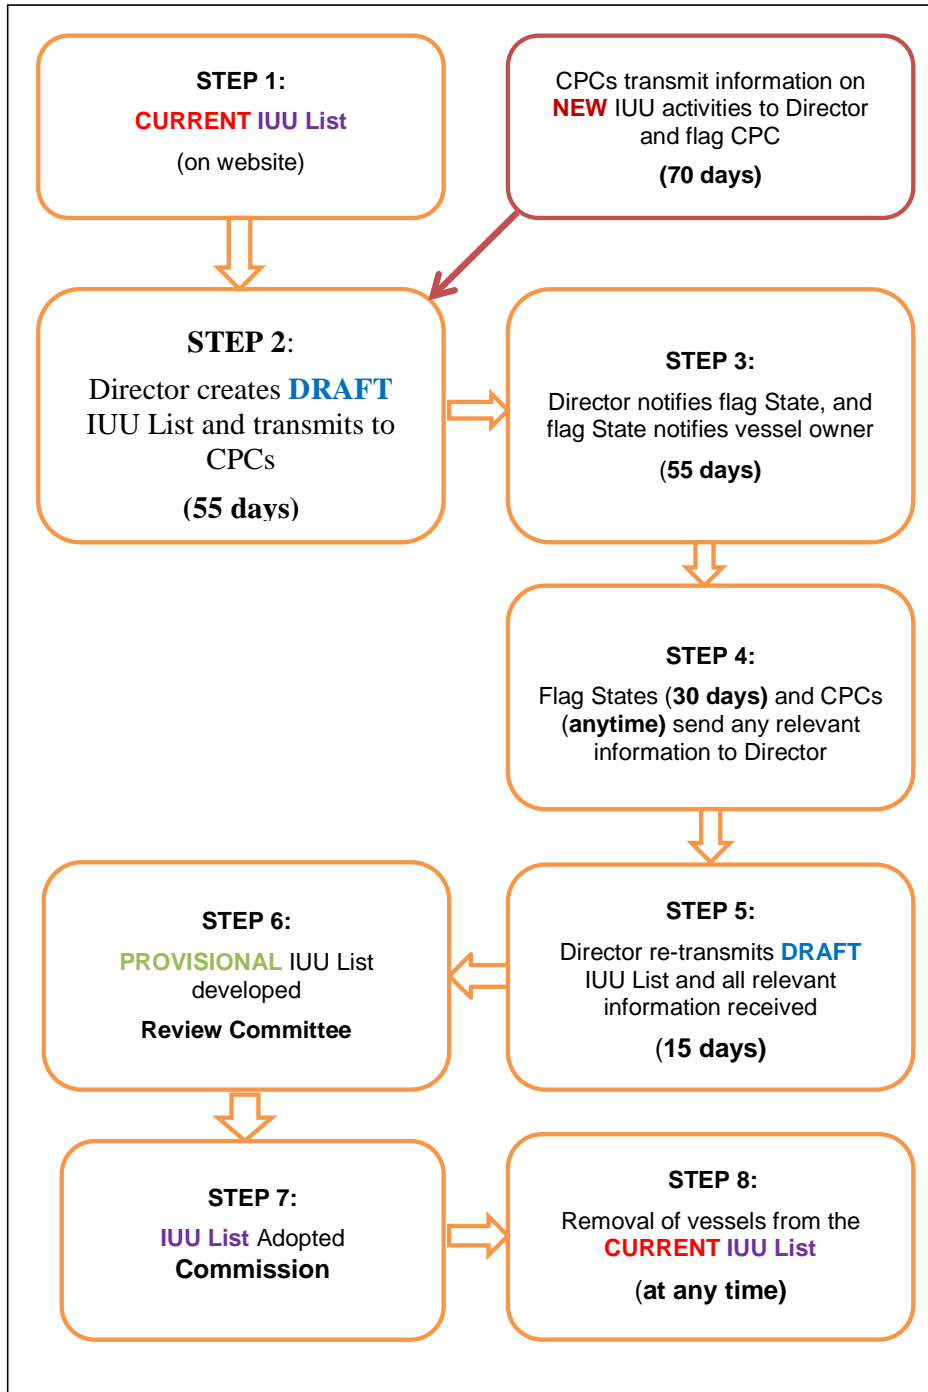 STEP 1:
CURRENT IUU List
(on website)
CPCs transmit information on
NEW IUU activities to Director
and flag CPC
(70 days)
STEP 2:
Director creates DRAFT
IUU List and transmits to
CPCs
(55 days)
STEP 3:
Director notifies flag State, and
flag State notifies vessel owner
(55 days)
STEP 4:
Flag States (30 days) and CPCs
(anytime) send any relevant
information to Director
STEP 5:
Director re-transmits DRAFT
IUU List and all relevant
information received
(15 days)
STEP 6:
PROVISIONAL IUU List
developed
Review Committee
STEP 7:
IUU List Adopted
Commission
STEP 8:
Removal of vessels from the
CURRENT IUU List
(at any time)